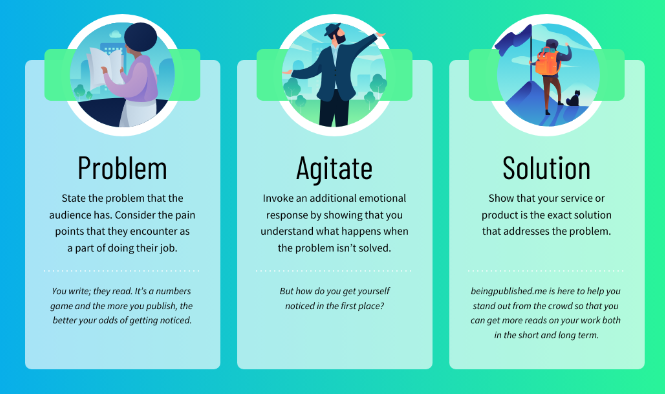 Problem
State the problem that the
audience has. Consider the pain
points that they encounter as
a part of doing their job.
You write; they read. It's a numbers
game and the more you publish, the
better your odds of getting noticed.
Agitate
Invoke an additional emotional
response by showing that you
understand what happens when
the problem isn't solved.
But how do you get yourself
noticed in the first place?
Solution
Show that your service or
product is the exact solution
that addresses the problem.
beingpublished.me is here to help you
stand out from the crowd so that you
can get more reads on your work both
in the short and long term.